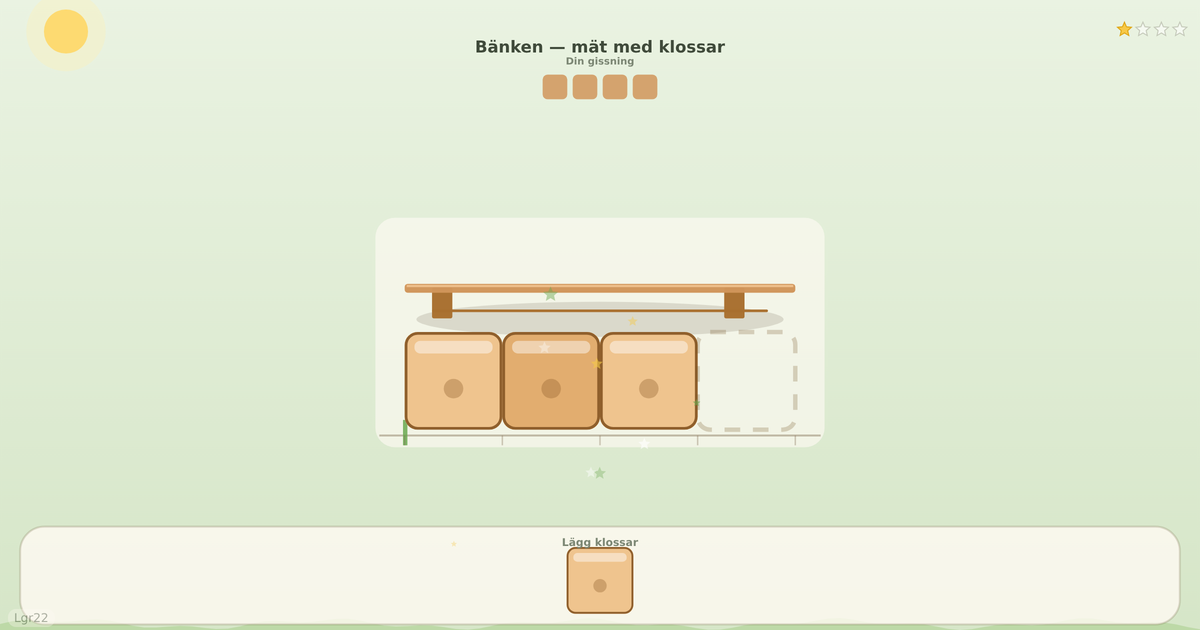 Bänken — mät med klossar
Din gissning
Lägg klossar
Lgr22